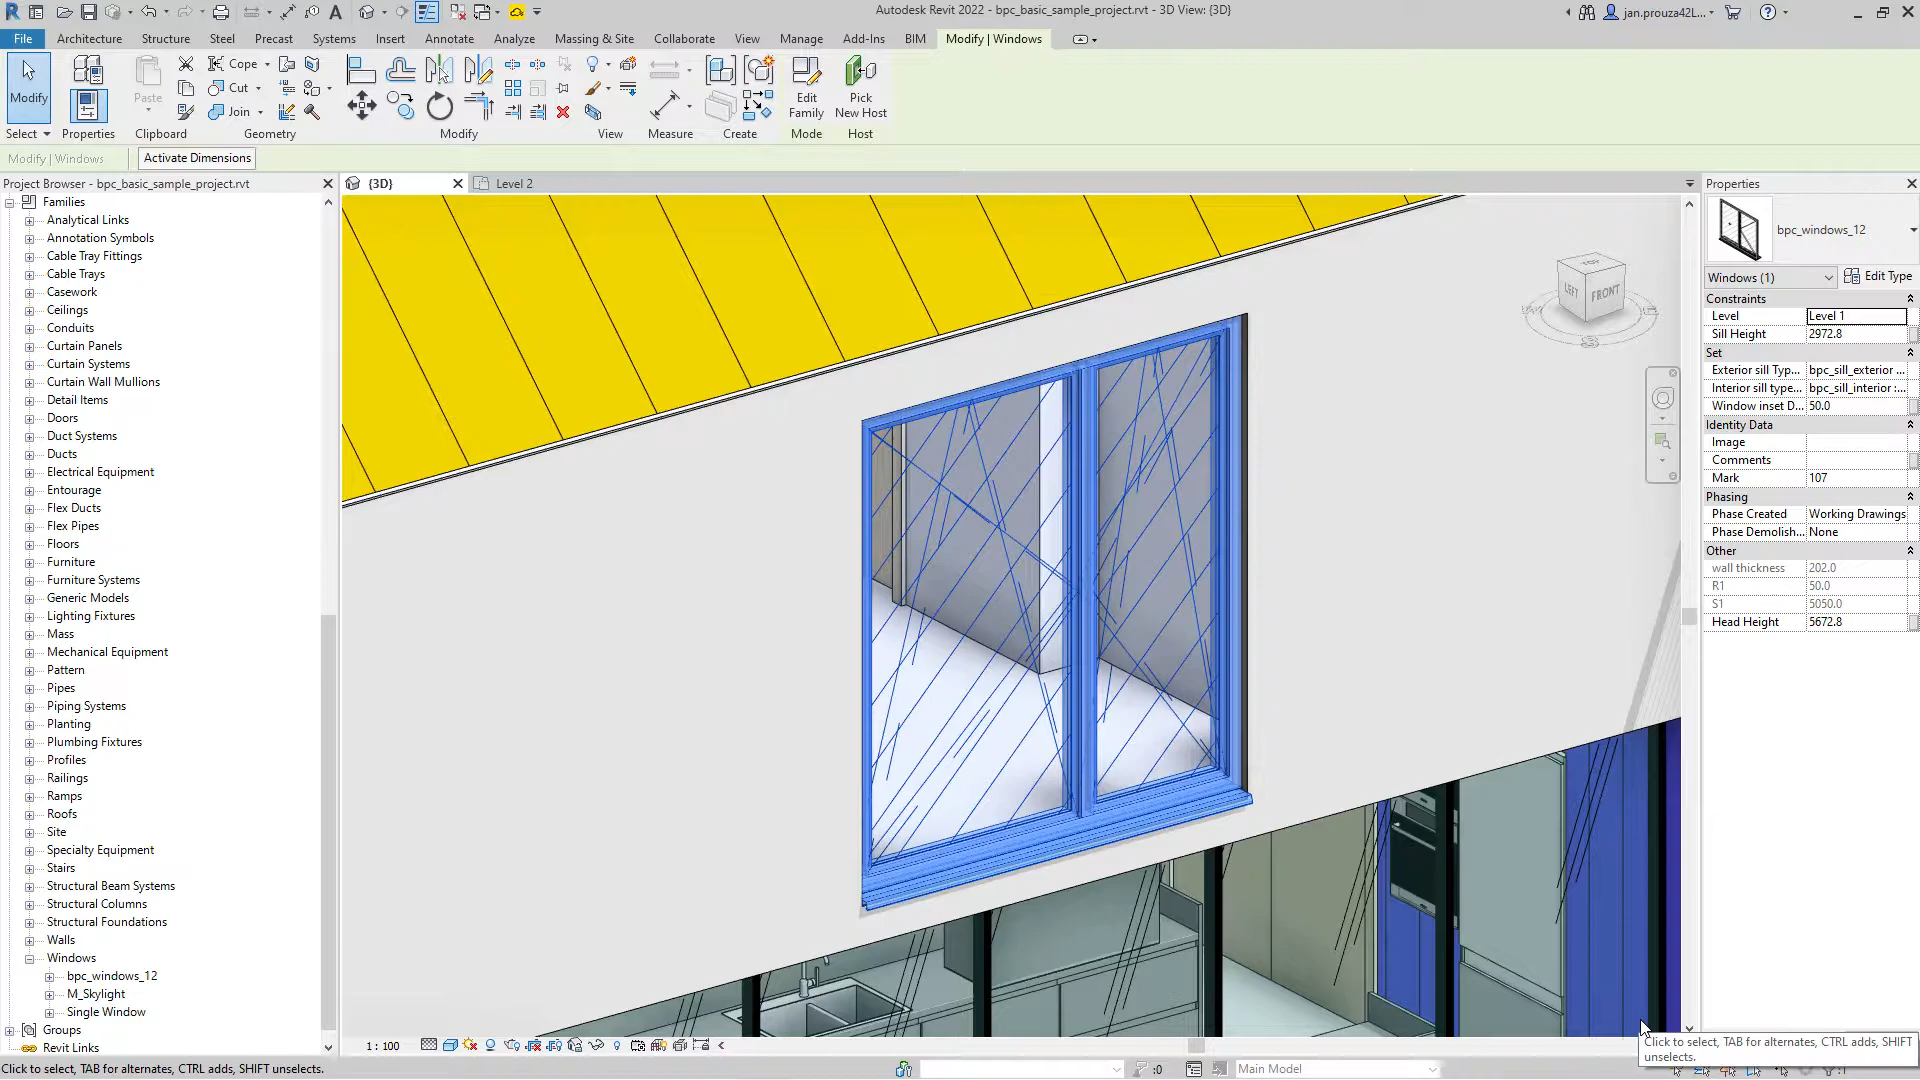 Autodesk Revit 2022 - bpc_basic_sample_project.rvt - 3D View: {3D}
jan.prouza42L...
File Architecture Structure Steel Precast Systems Insert Annotate Analyze Massing & Site Collaborate View Manage Add-Ins BIM Modify | Windows
Modify
Paste
Cope
Cut
Join
Edit Family
Pick New Host
Select Properties Clipboard Geometry Modify View Measure Create Mode Host
Modify | Windows Activate Dimensions
Project Browser - bpc_basic_sample_project.rvt
Families
Analytical Links
Annotation Symbols
Cable Tray Fittings
Cable Trays
Casework
Ceilings
Conduits
Curtain Panels
Curtain Systems
Curtain Wall Mullions
Detail Items
Doors
Duct Systems
Ducts
Electrical Equipment
Entourage
Flex Ducts
Flex Pipes
Floors
Furniture
Furniture Systems
Generic Models
Lighting Fixtures
Mass
Mechanical Equipment
Pattern
Pipes
Piping Systems
Planting
Plumbing Fixtures
Profiles
Railings
Ramps
Roofs
Site
Specialty Equipment
Stairs
Structural Beam Systems
Structural Columns
Structural Foundations
Walls
Windows
bpc_windows_12
M_Skylight
Single Window
Groups
Revit Links
{3D} Level 2
TOP
LEFT FRONT
S
Properties
bpc_windows_12
Windows (1) Edit Type
Constraints
Level Level 1
Sill Height 2972.8
Set
Exterior sill Typ... bpc_sill_exterior ...
Interior sill type... bpc_sill_interior :...
Window inset D... 50.0
Identity Data
Image
Comments
Mark 107
Phasing
Phase Created Working Drawings
Phase Demolish... None
Other
wall thickness 202.0
R1 50.0
S1 5050.0
Head Height 5672.8
1 : 100
Click to select, TAB for alternates, CTRL adds, SHIFT
unselects.
Click to select, TAB for alternates, CTRL adds, SHIFT unselects.
:0 Main Model